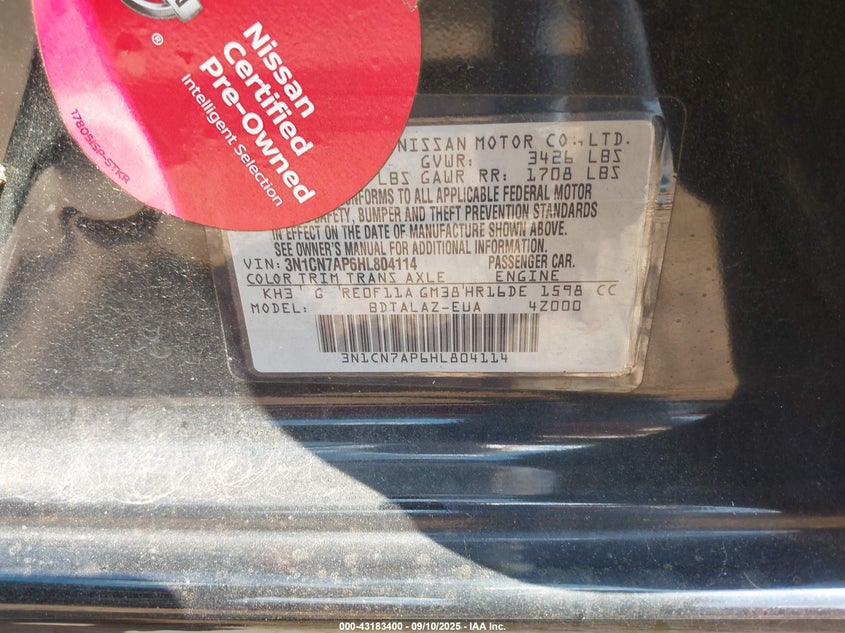 ®
Nissan
Certified
Pre-Owned
Intelligent Selection
17805ISP-STKR
NISSAN MOTOR CO., LTD.
GVWR: 3426 LBS
LBS GAWR RR: 1708 LBS
TO ALL APPLICABLE FEDERAL MOTOR
SAFETY, BUMPER AND THEFT PREVENTION STANDARDS
IN EFFECT ON THE DATE OF MANUFACTURE SHOWN ABOVE.
SEE OWNER'S MANUAL FOR ADDITIONAL INFORMATION.
VIN: 3N1CN7AP6HL804114 PASSENGER CAR.
COLOR TRIM TRANS AXLE ENGINE
KH3 G RE0F11A GM38 HR16DE 1598 CC
MODEL: BDTALAZ-EUA 4Z000
3N1CN7AP6HL804114
000-43183400 - 09/10/2025 - IAA Inc.